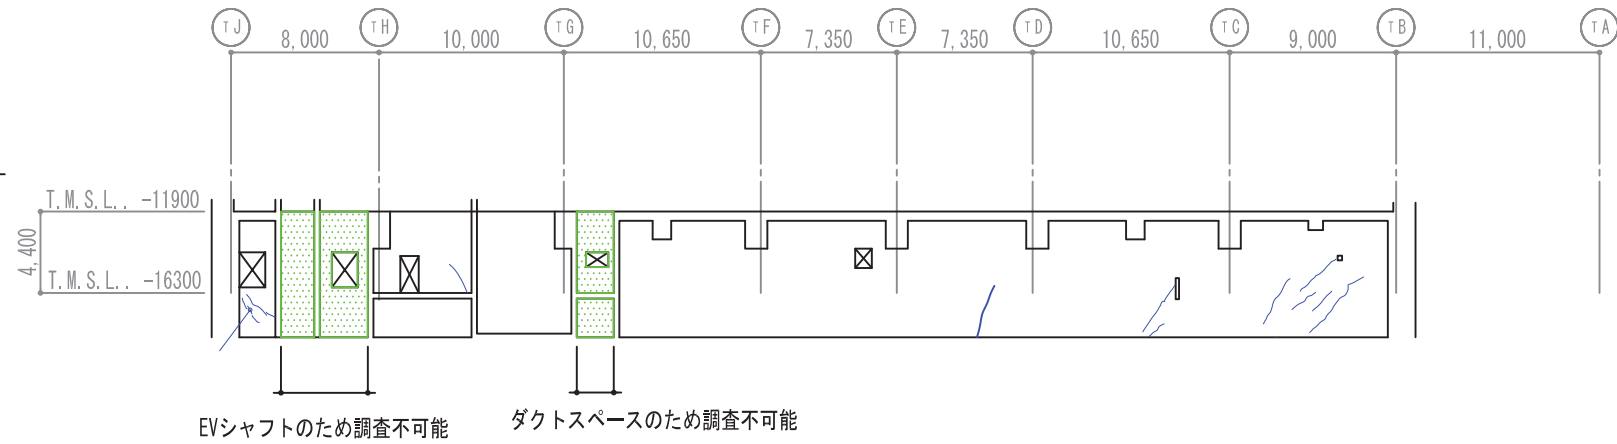 TJ TH TG TF TE TD TC TB TA
8,000 10,000 10,650 7,350 7,350 10,650 9,000 11,000
T.M.S.L.. -11900
4,400
T.M.S.L.. -16300
EVシャフトのため調査不可能
ダクトスペースのため調査不可能